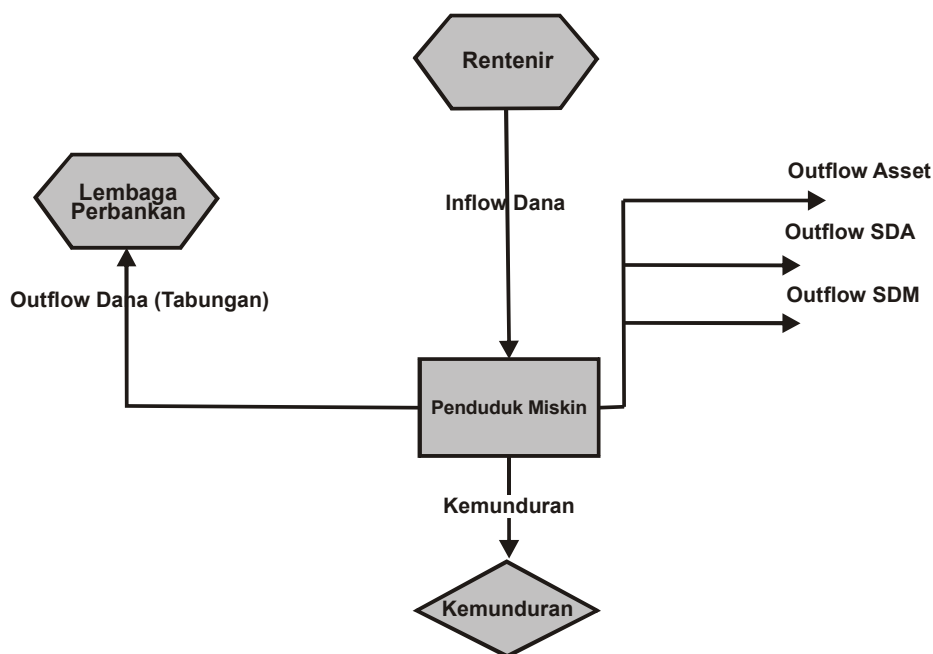 Rentenir
Lembaga
Perbankan
Outflow Asset
Inflow Dana
Outflow SDA
Outflow Dana (Tabungan)
Outflow SDM
Penduduk Miskin
Kemunduran
Kemunduran